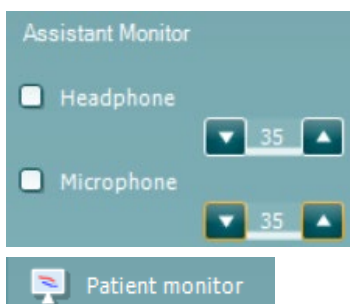 Assistant Monitor
Headphone
35
Microphone
35
Patient monitor